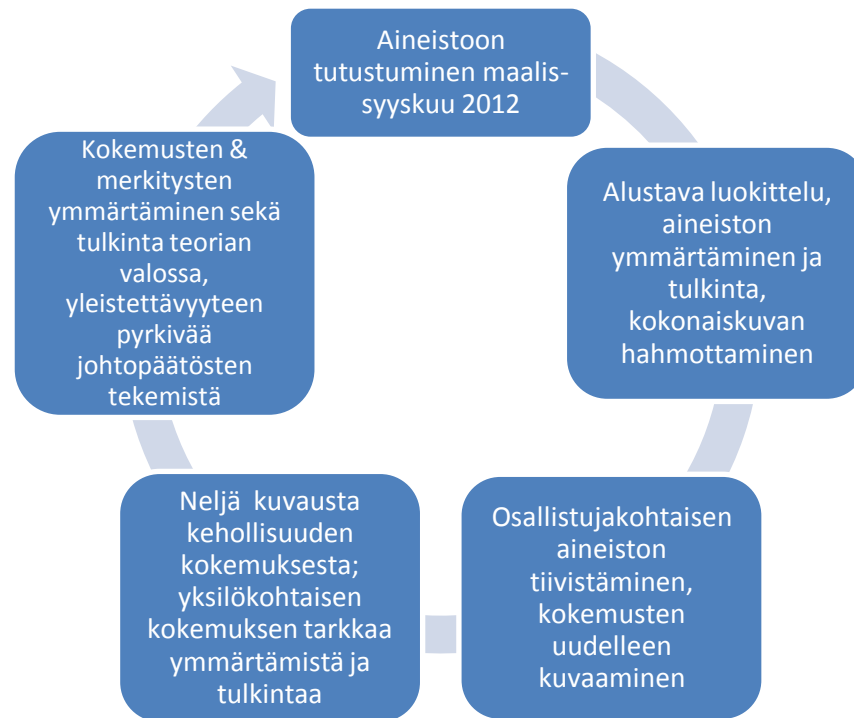 Aineistoon
tutustuminen maalis-
syyskuu 2012
Alustava luokittelu,
aineiston
ymmärtäminen ja
tulkinta,
kokonaiskuvan
hahmottaminen
Osallistujakohtaisen
aineiston
tiivistäminen,
kokemusten
uudelleen
kuvaaminen
Neljä kuvausta
kehollisuuden
kokemuksesta;
yksilökohtaisen
kokemuksen tarkkaa
ymmärtämistä ja
tulkintaa
Kokemusten &
merkitysten
ymmärtäminen sekä
tulkinta teorian
valossa,
yleistettävyyteen
pyrkivää
johtopäätösten
tekemistä